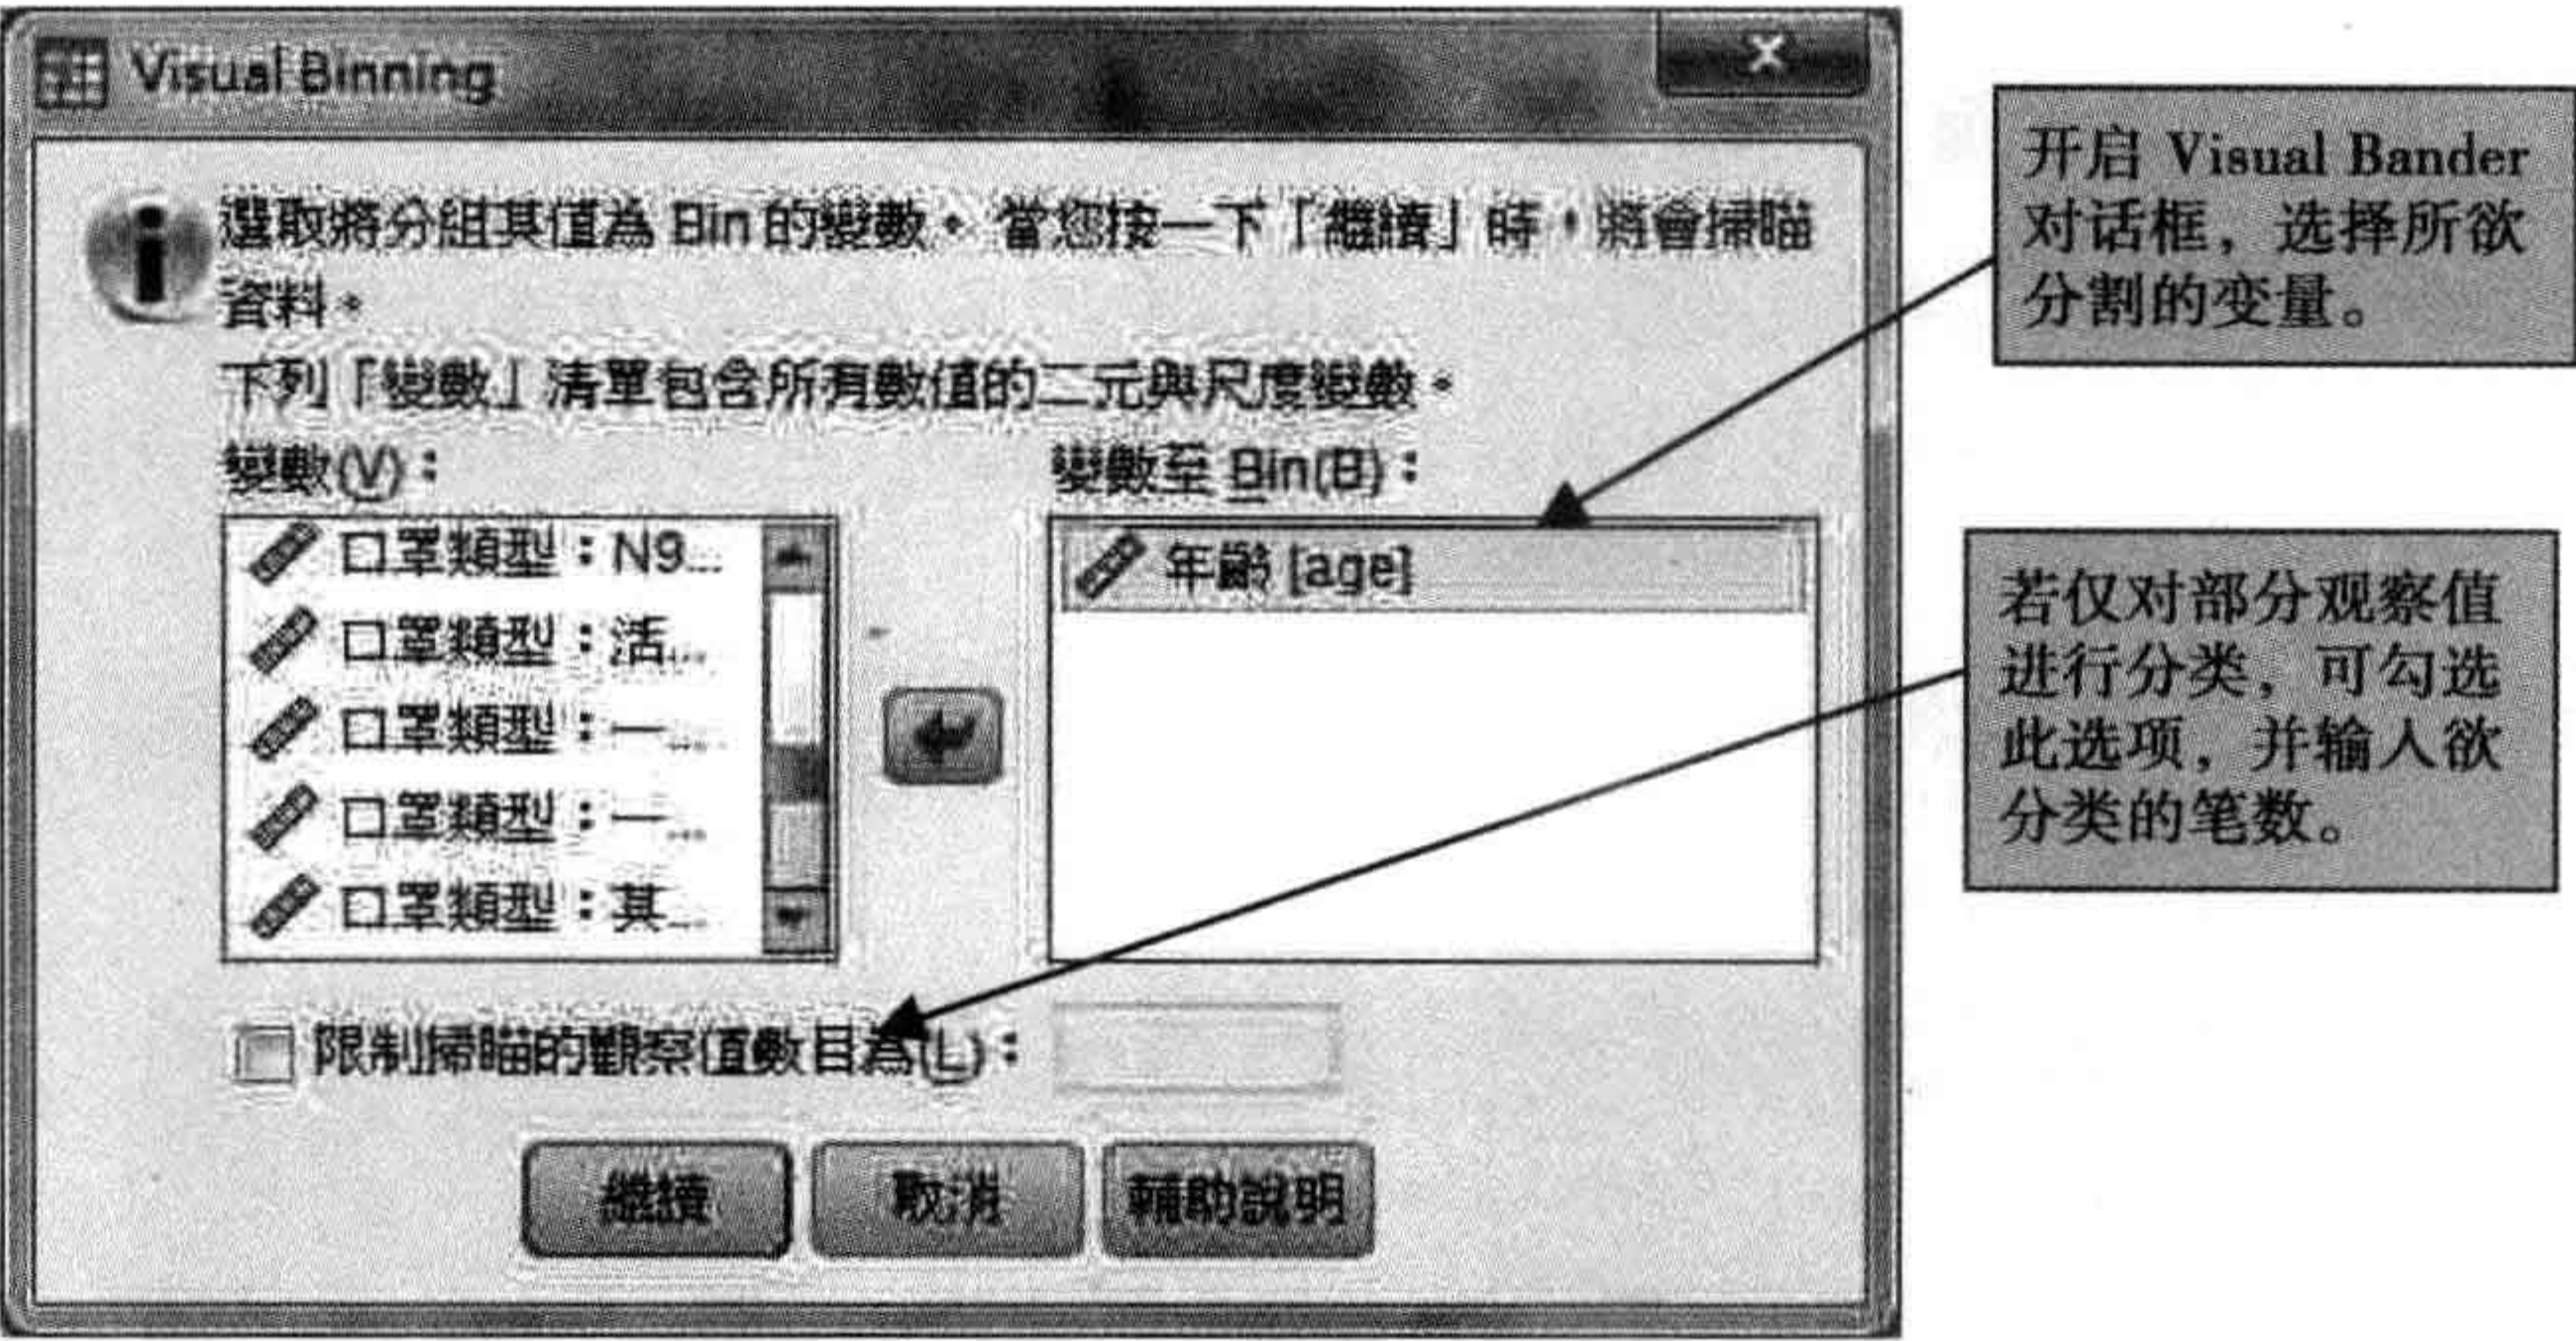 Visual Binning
選取將分組其值為 Bin 的變數。 當您按一下「繼續」時，將會掃瞄
資料。
下列「變數」清單包含所有數值的二元與尺度變數。
變數(V)：
變數至 Bin(B)：
口罩類型：N9...
口罩類型：活...
口罩類型：一...
口罩類型：一...
口罩類型：其...
年齡 [age]
限制掃瞄的觀察值數目為(L)：
繼續
取消
輔助說明
开启 Visual Bander
对话框，选择所欲
分割的变量。
若仅对部分观察值
进行分类，可勾选
此选项，并输入欲
分类的笔数。